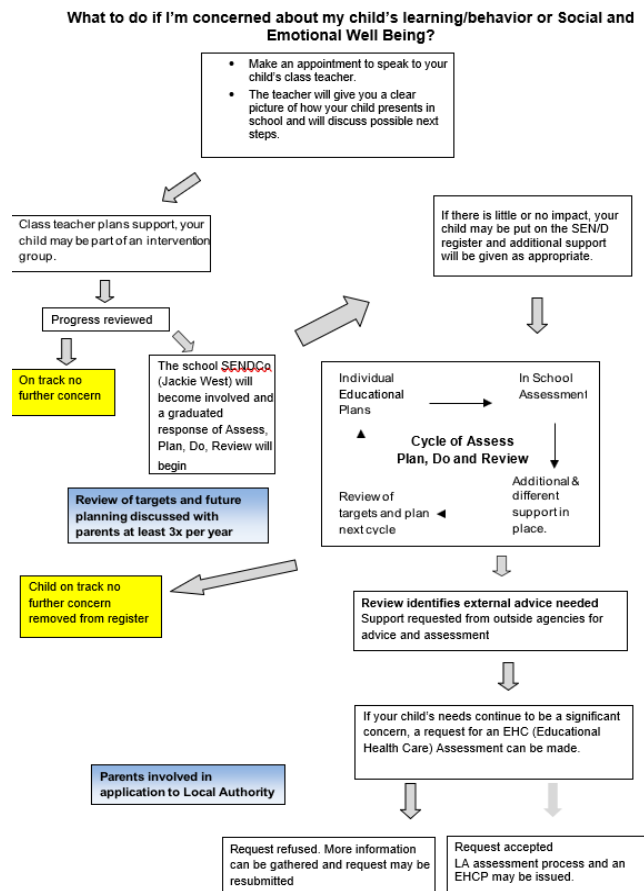 What to do if I'm concerned about my child's learning/behavior or Social and
Emotional Well Being?
• Make an appointment to speak to your
child's class teacher.
• The teacher will give you a clear
picture of how your child presents in
school and will discuss possible next
steps.
Class teacher plans support, your
child may be part of an intervention
group.
If there is little or no impact, your
child may be put on the SEN/D
register and additional support
will be given as appropriate.
Progress reviewed
On track no
further concern
The school SENDCo
(Jackie West) will
become involved and
a graduated
response of Assess,
Plan, Do, Review will
begin
Individual
Educational
Plans
In School
Assessment
Cycle of Assess
Plan, Do and Review
Additional &
different
support in
place.
Review of
targets and plan
next cycle
Review of targets and future
planning discussed with
parents at least 3x per year
Child on track no
further concern
removed from register
Review identifies external advice needed
Support requested from outside agencies for
advice and assessment
If your child's needs continue to be a significant
concern, a request for an EHC (Educational
Health Care) Assessment can be made.
Parents involved in
application to Local Authority
Request refused. More information
can be gathered and request may be
resubmitted
Request accepted
LA assessment process and an
EHCP may be issued.